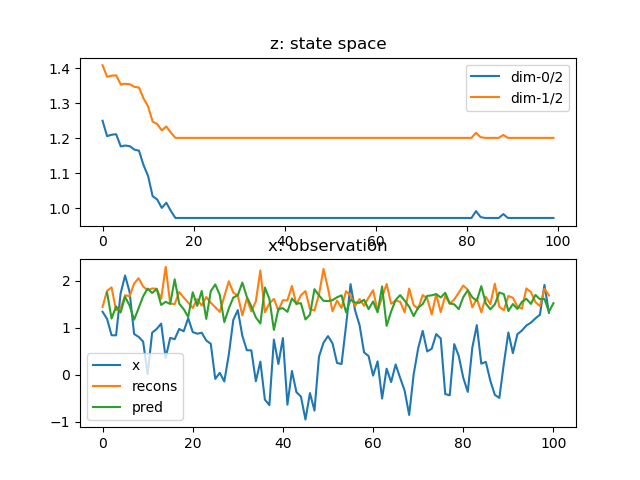 z: state space
1.4
1.3
1.2
1.1
1.0
dim-0/2
dim-1/2
0 20 40 60 80 100
x: observation
2
1
0
−1
x
recons
pred
0 20 40 60 80 100